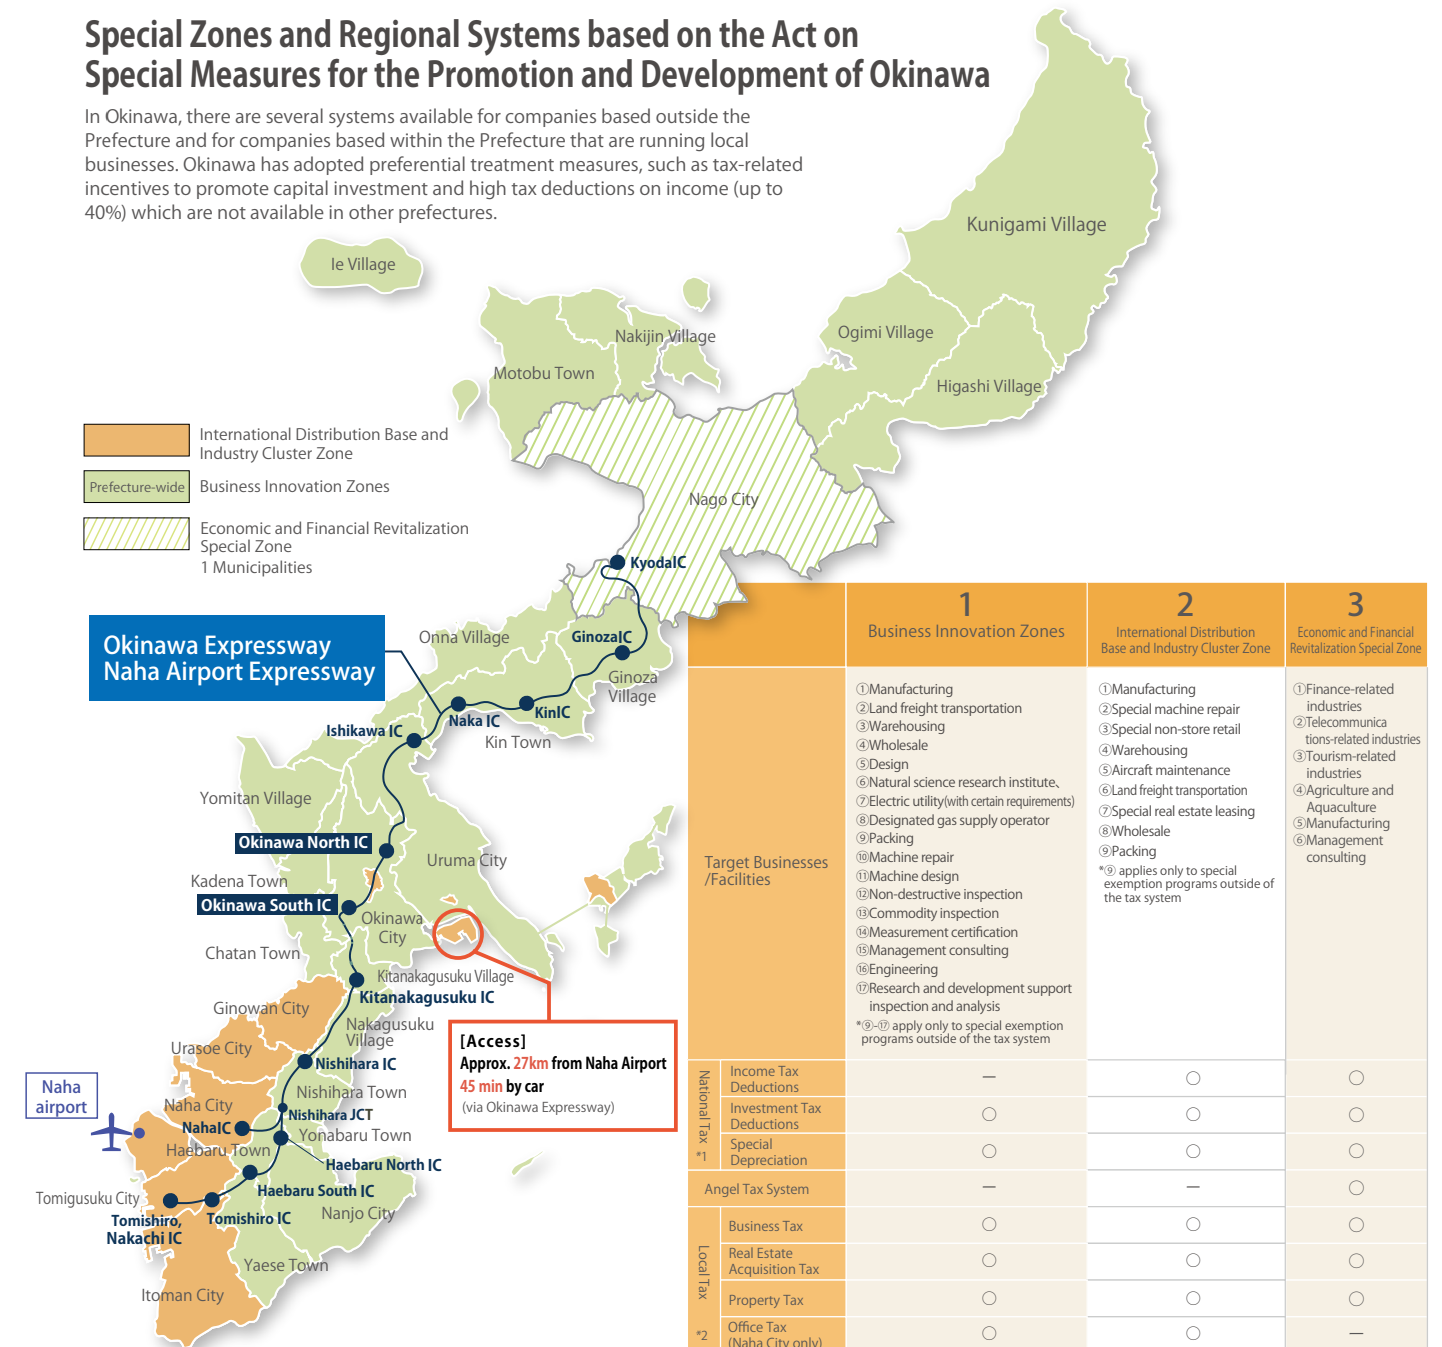 Special Zones and Regional Systems based on the Act on
Special Measures for the Promotion and Development of Okinawa
In Okinawa, there are several systems available for companies based outside the
Prefecture and for companies based within the Prefecture that are running local
businesses. Okinawa has adopted preferential treatment measures, such as tax-related
incentives to promote capital investment and high tax deductions on income (up to
40%) which are not available in other prefectures.
Kunigami Village
Ie Village
Nakijin Village
Ogimi Village
Motobu Town
Higashi Village
International Distribution Base and
Industry Cluster Zone
Prefecture-wide
Business Innovation Zones
Economic and Financial Revitalization
Special Zone
1 Municipalities
Nago City
KyodaIC
Okinawa Expressway
Naha Airport Expressway
Onna Village
GinozaIC
Ginoza
Village
Naka IC
KinIC
Ishikawa IC
Kin Town
Yomitan Village
Okinawa North IC
Uruma City
Kadena Town
Okinawa South IC
Okinawa
City
Chatan Town
Kitanakagusuku Village
Kitanakagusuku IC
Ginowan City
Nakagusuku
Village
Urasoe City
Nishihara IC
[Access]
Approx. 27km from Naha Airport
45 min by car
(via Okinawa Expressway)
Naha
airport
Nishihara Town
Naha City
Nishihara JCT
NahaIC
Yonabaru Town
Haebaru Town
Haebaru North IC
Haebaru South IC
Tomigusuku City
Tomishiro,
Nakachi IC
Tomishiro IC
Nanjo City
Yaese Town
Itoman City
1
Business Innovation Zones
2
International Distribution
Base and Industry Cluster Zone
3
Economic and Financial
Revitalization Special Zone
Target Businesses
/Facilities
①Manufacturing
②Land freight transportation
③Warehousing
④Wholesale
⑤Design
⑥Natural science research institute、
⑦Electric utility(with certain requirements)
⑧Designated gas supply operator
⑨Packing
⑩Machine repair
⑪Machine design
⑫Non-destructive inspection
⑬Commodity inspection
⑭Measurement certification
⑮Management consulting
⑯Engineering
⑰Research and development support
inspection and analysis
*⑨-⑰ apply only to special exemption
programs outside of the tax system
①Manufacturing
②Special machine repair
③Special non-store retail
④Warehousing
⑤Aircraft maintenance
⑥Land freight transportation
⑦Special real estate leasing
⑧Wholesale
⑨Packing
*⑨ applies only to special
exemption programs outside of
the tax system
①Finance-related
industries
②Telecommunica
tions-related industries
③Tourism-related
industries
④Agriculture and
Aquaculture
⑤Manufacturing
⑥Management
consulting
National Tax
*1
Income Tax
Deductions
— ○ ○
Investment Tax
Deductions
○ ○ ○
Special
Depreciation
○ ○ ○
Angel Tax System
— — ○
Local Tax
*2
Business Tax
○ ○ ○
Real Estate
Acquisition Tax
○ ○ ○
Property Tax
○ ○ ○
Office Tax
(Naha City only)
○ ○ —